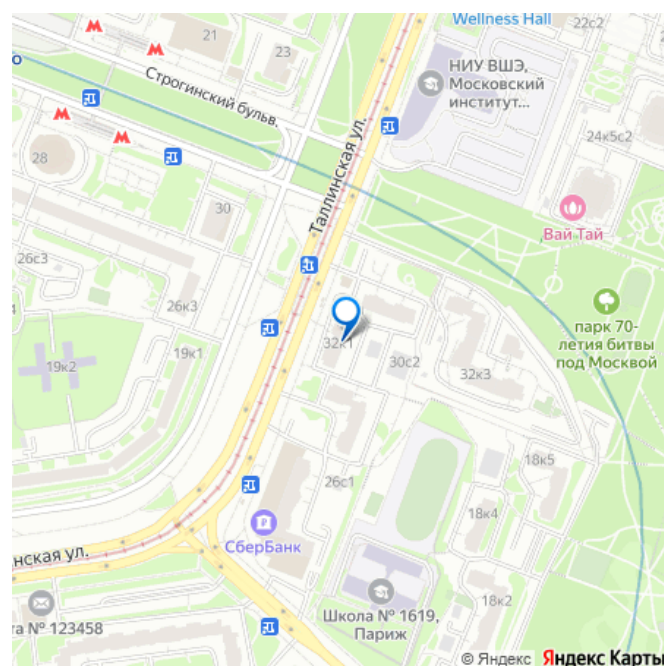 Wellness Hall
22с2
21
23
НИУ ВШЭ,
Московский
институт...
Строгинский бульв.
Таллинская ул.
28
24к5с2
30
Вай Тай
26с3
26к3
парк 70-
летия битвы
под Москвой
32к1
19к1
30с2
19к2
32к3
18к5
26с1
18к4
СберБанк
нская ул.
Школа № 1619,
Париж
18к2
та № 123458
© Яндекс Яндекс Карты